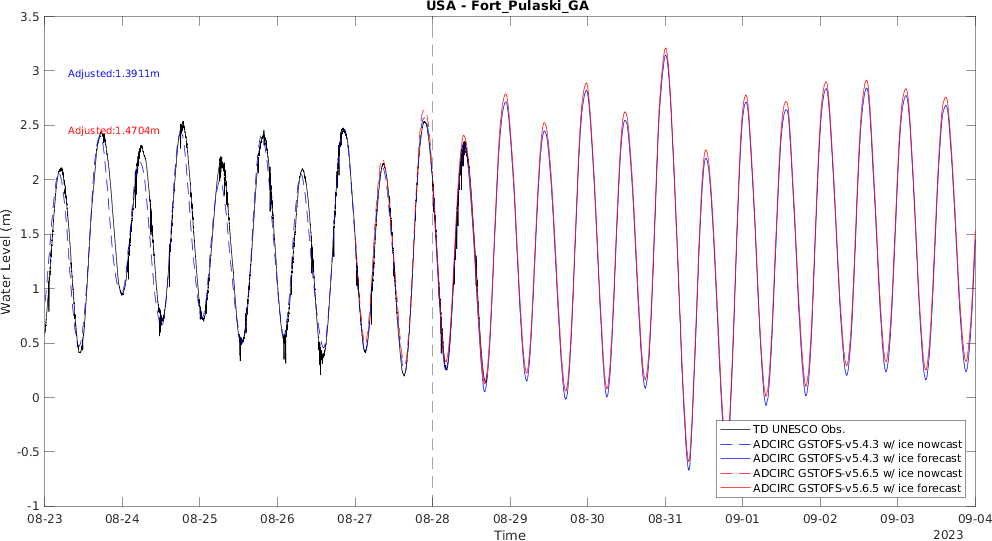 USA - Fort_Pulaski_GA
3.5
3
2.5
2
1.5
1
0.5
0
-0.5
-1
Water Level (m)
Adjusted:1.3911m
Adjusted:1.4704m
TD UNESCO Obs.
ADCIRC GSTOFS-v5.4.3 w/ ice nowcast
ADCIRC GSTOFS-v5.4.3 w/ ice forecast
ADCIRC GSTOFS-v5.6.5 w/ ice nowcast
ADCIRC GSTOFS-v5.6.5 w/ ice forecast
08-23 08-24 08-25 08-26 08-27 08-28 08-29 08-30 08-31 09-01 09-02 09-03 09-04
Time
2023